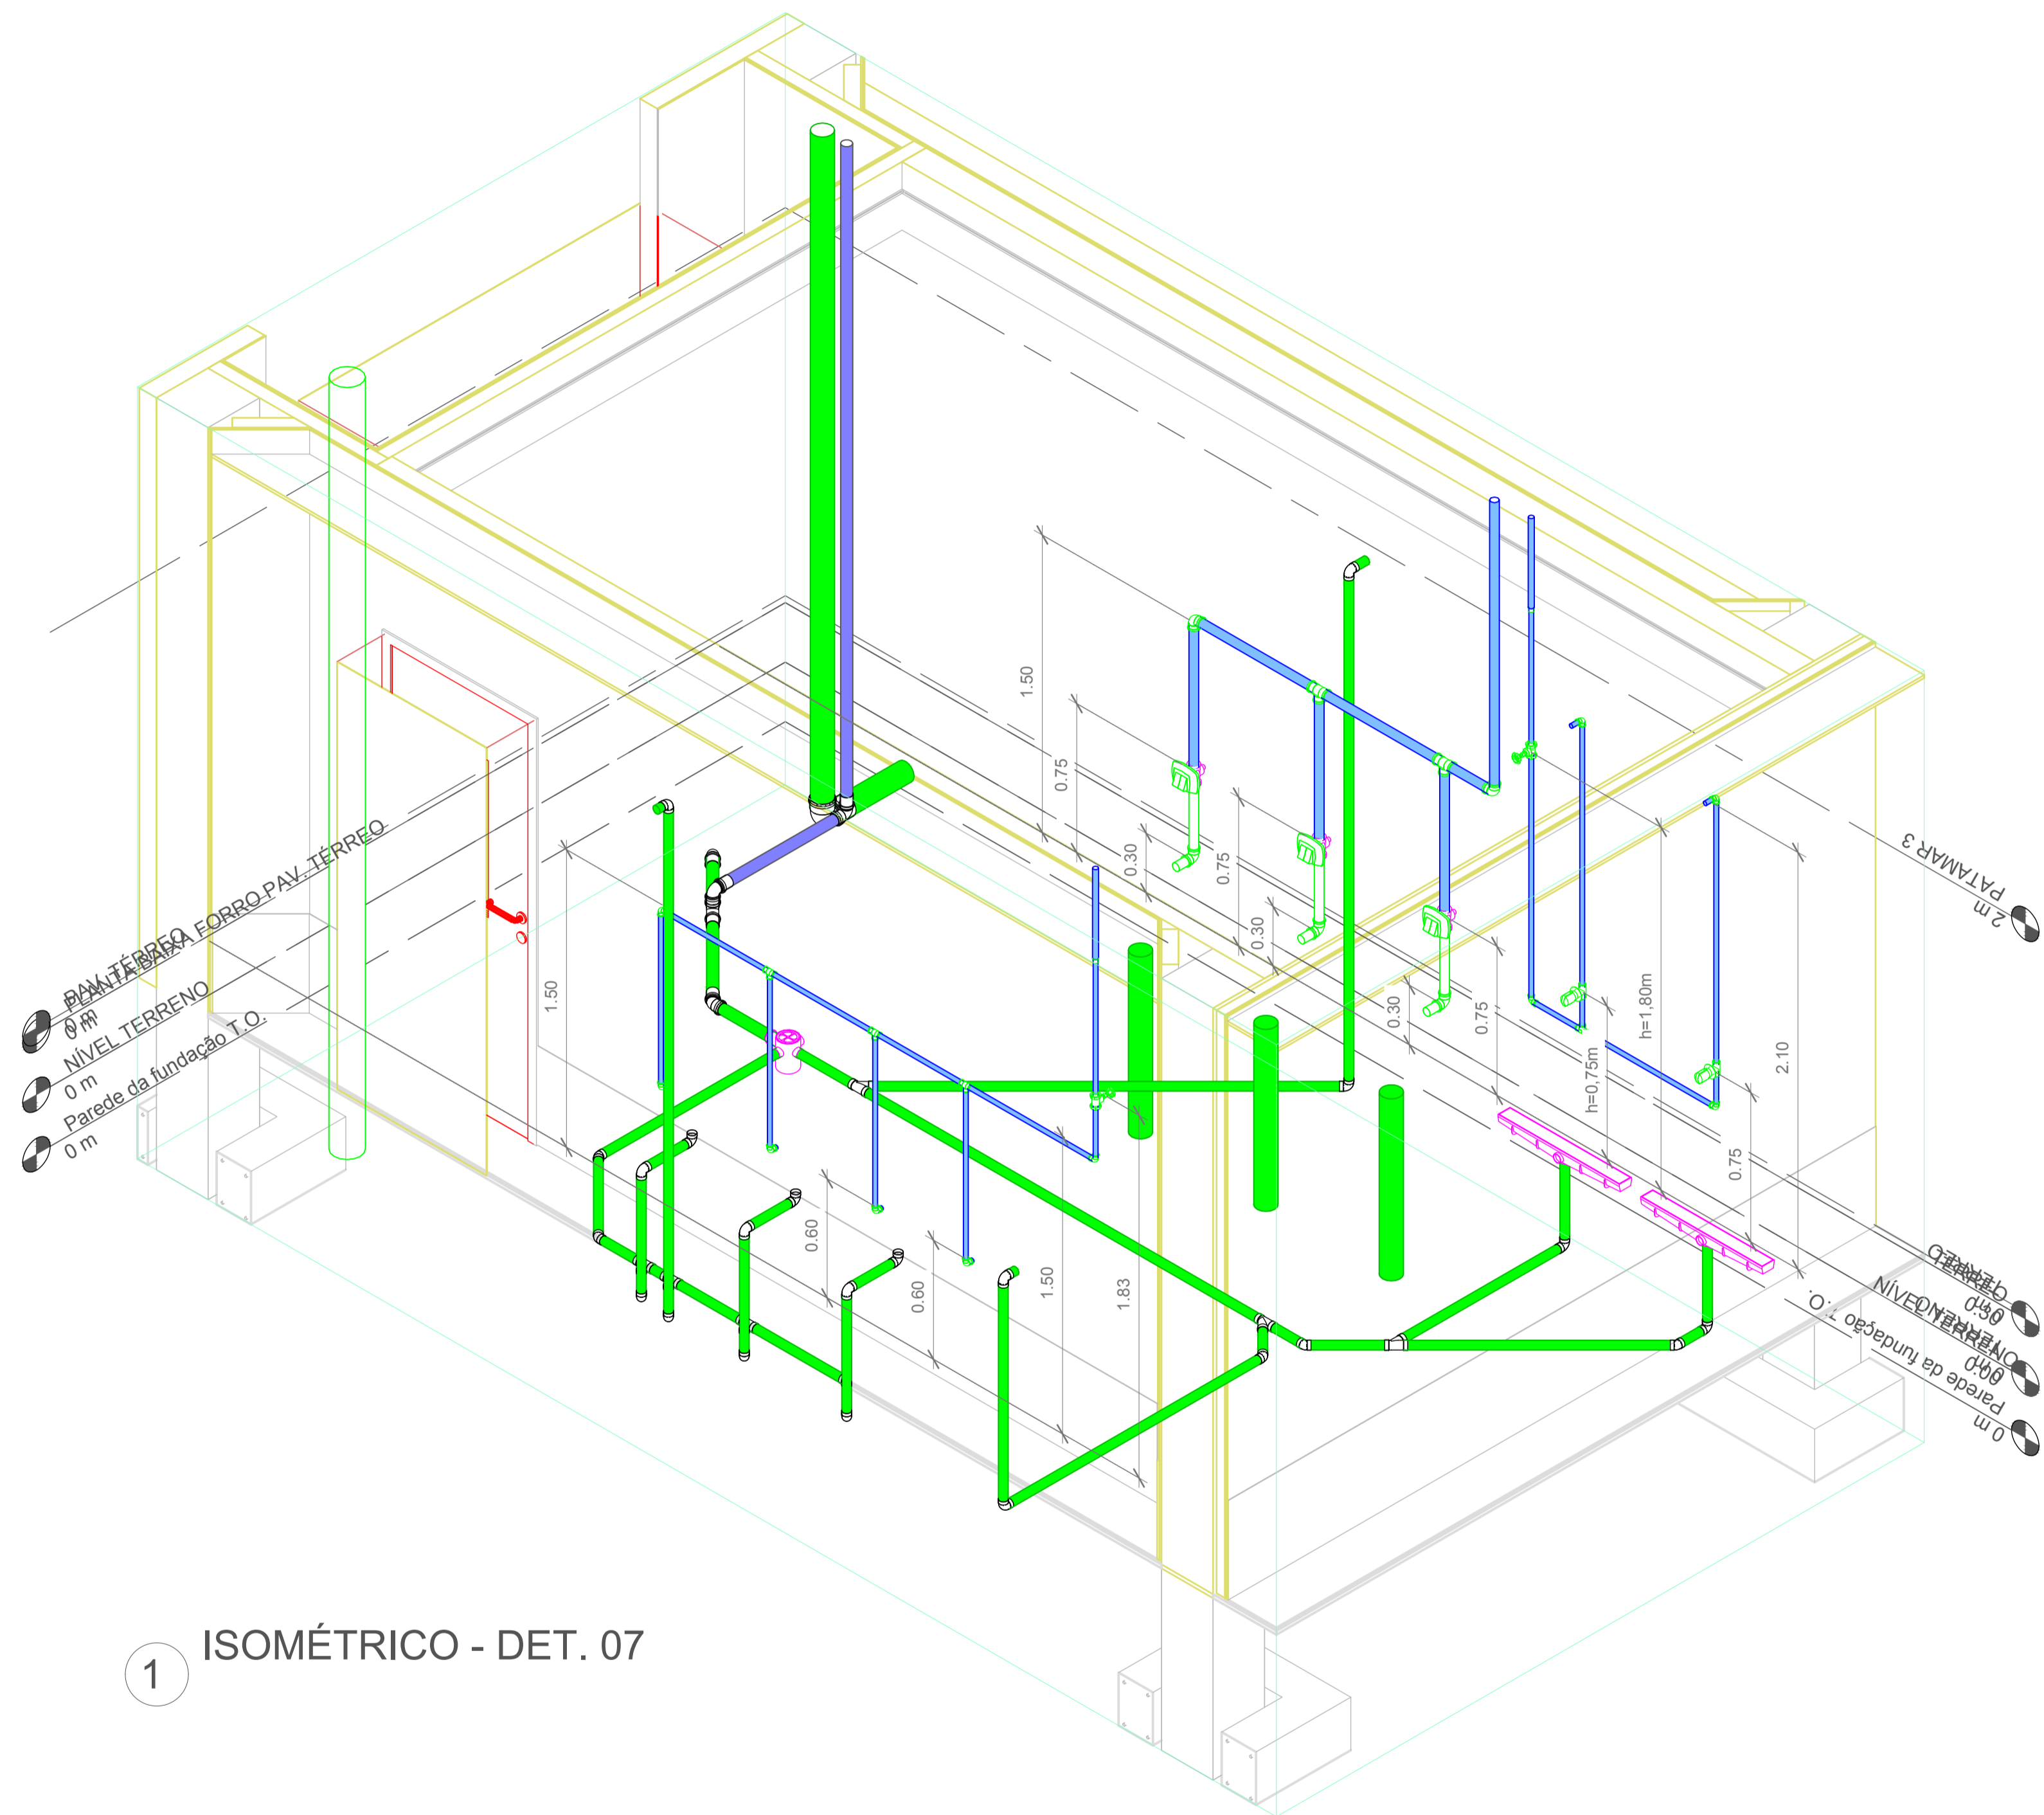 PATAMAR 3
2 m
1.50
0.75
0.30
0.75
0.30
0.75
0.30
h=1,80m
2.10
h=0,75m
0.75
1.50
0.60
0.60
1.50
1.83
PAV. TÉRREO
0 m
PLANTA BAIXA FORRO PAV. TÉRREO
0 m
NÍVEL TERRENO
0 m
Parede da fundação T.O.
0 m
Parede da fundação T.O.
0 m
ISOMÉTRICO - DET. 07
1